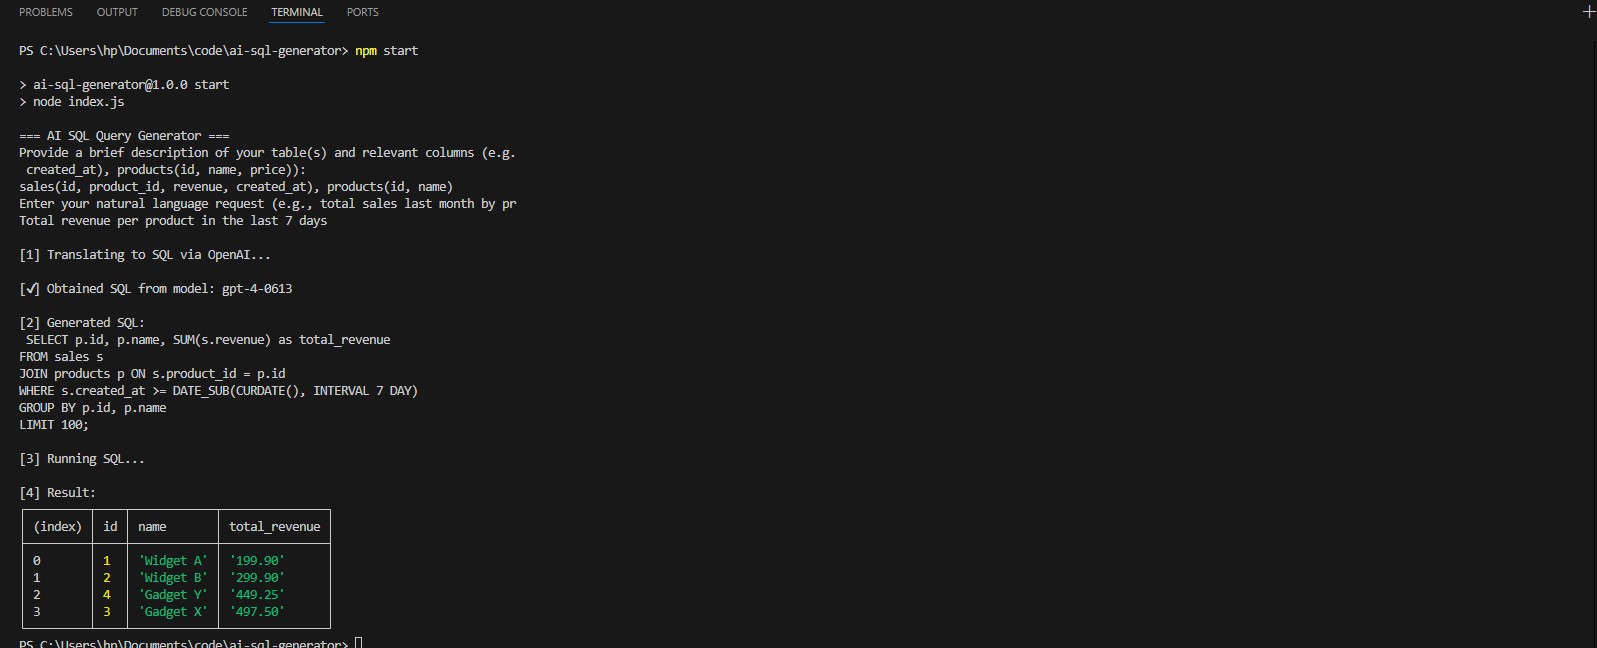 PROBLEMS OUTPUT DEBUG CONSOLE TERMINAL PORTS
PS C:\Users\hp\Documents\code\ai-sql-generator> npm start
> ai-sql-generator@1.0.0 start
> node index.js
=== AI SQL Query Generator ===
Provide a brief description of your table(s) and relevant columns (e.g.
created_at), products(id, name, price)):
sales(id, product_id, revenue, created_at), products(id, name)
Enter your natural language request (e.g., total sales last month by pr
Total revenue per product in the last 7 days
[1] Translating to SQL via OpenAI...
[✔] Obtained SQL from model: gpt-4-0613
[2] Generated SQL:
SELECT p.id, p.name, SUM(s.revenue) as total_revenue
FROM sales s
JOIN products p ON s.product_id = p.id
WHERE s.created_at >= DATE_SUB(CURDATE(), INTERVAL 7 DAY)
GROUP BY p.id, p.name
LIMIT 100;
[3] Running SQL...
[4] Result:
(index) id name total_revenue
0 1 'Widget A' '199.90'
1 2 'Widget B' '299.90'
2 4 'Gadget Y' '449.25'
3 3 'Gadget X' '497.50'
PS C:\Users\hp\Documents\code\ai-sql-generator>